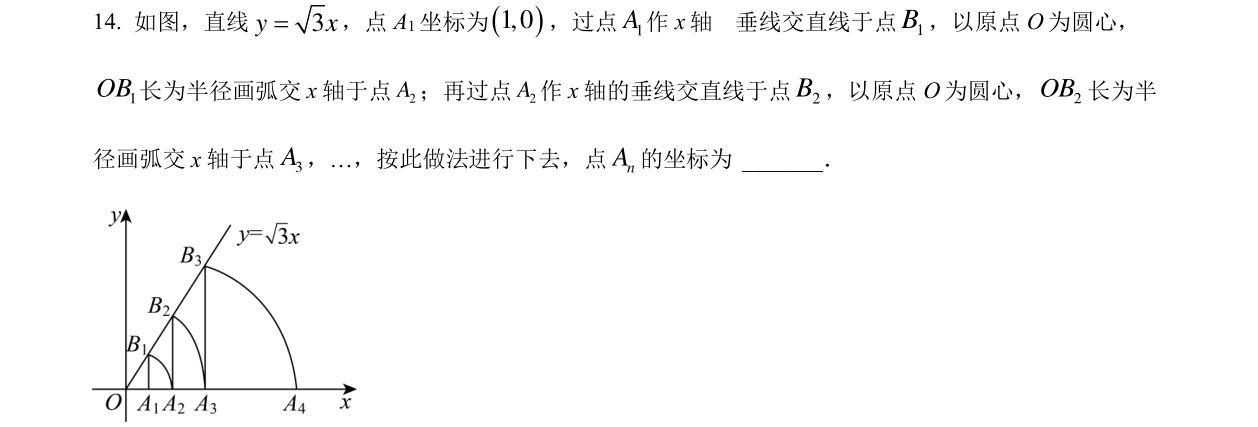 14. 如图，直线 y = √3x，点 A₁ 坐标为(1,0)，过点 A₁ 作 x 轴 垂线交直线于点 B₁，以原点 O 为圆心，
OB₁ 长为半径画弧交 x 轴于点 A₂；再过点 A₂ 作 x 轴的垂线交直线于点 B₂，以原点 O 为圆心，OB₂ 长为半
径画弧交 x 轴于点 A₃，…，按此做法进行下去，点 Aₙ 的坐标为 ______．
y
y=√3x
B₃
B₂
B₁
O A₁ A₂ A₃ A₄ x